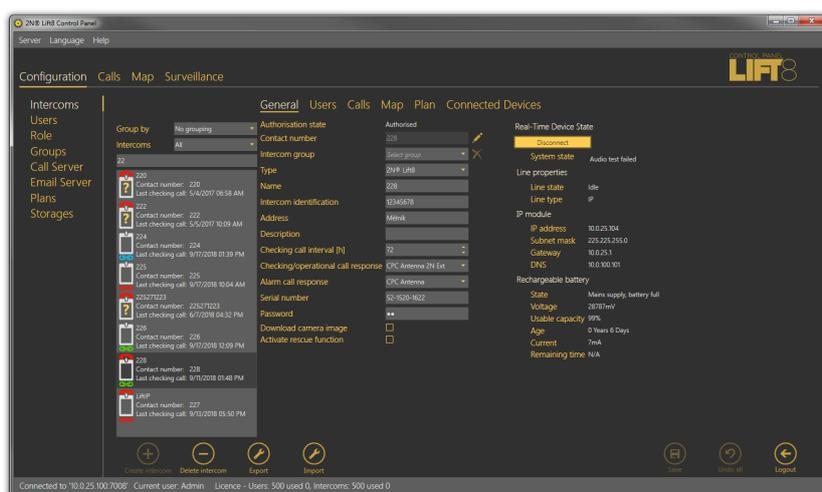 2N® Lift8 Control Panel
Server Language Help
CONTROL PANEL
LIFT8
Configuration Calls Map Surveillance
Intercoms
Users
Role
Groups
Call Server
Email Server
Plans
Storages
Group by No grouping
Intercoms All
22
220
Contact number: 220
Last checking call: 5/4/2017 06:58 AM
222
Contact number: 222
Last checking call: 5/5/2017 10:09 AM
224
Contact number: 224
Last checking call: 9/17/2018 01:39 PM
225
Contact number: 225
Last checking call: 9/17/2018 10:04 AM
225271223
Contact number: 225271223
Last checking call: 6/7/2018 04:32 PM
226
Contact number: 226
Last checking call: 9/17/2018 12:09 PM
228
Contact number: 228
Last checking call: 9/11/2018 01:48 PM
LiftIP
Contact number: 227
Last checking call: 9/13/2018 05:50 PM
General Users Calls Map Plan Connected Devices
Authorisation state Authorised
Contact number 228
Intercom group Select group
Type 2N® Lift8
Name 228
Intercom identification 12345678
Address Mělník
Description
Checking call interval [h] 72
Checking/operational call response CPC Antenna 2N Ext
Alarm call response CPC Antenna
Serial number 52-1520-1622
Password ●●
Download camera image
Activate rescue function
Real-Time Device State
Disconnect
System state Audio test failed
Line properties
Line state Idle
Line type IP
IP module
IP address 10.0.25.104
Subnet mask 225.225.255.0
Gateway 10.0.25.1
DNS 10.0.100.101
Rechargeable battery
State Mains supply, battery full
Voltage 28787mV
Usable capacity 99%
Age 0 Years 6 Days
Current 7mA
Remaining time N/A
Create intercom Delete intercom Export Import Save Undo all Logout
Connected to '10.0.25.100:7008' Current user: Admin Licence - Users: 500 used 0, Intercoms: 500 used 0